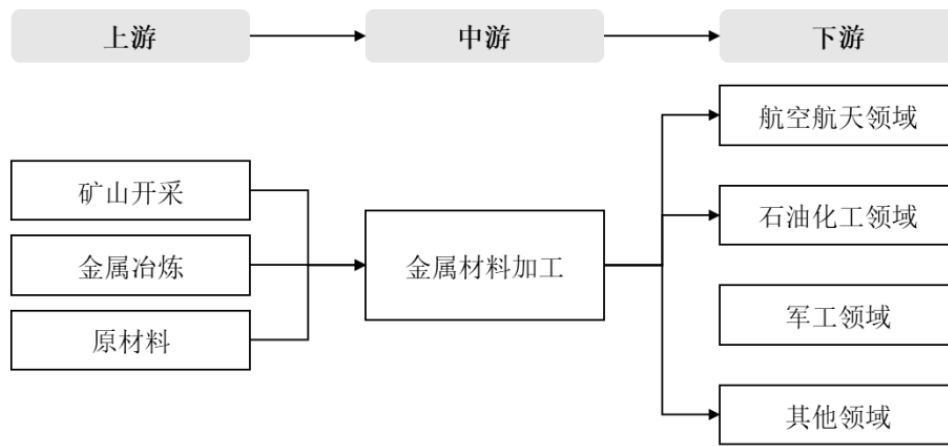 上游
中游
下游
矿山开采
金属冶炼
原材料
金属材料加工
航空航天领域
石油化工领域
军工领域
其他领域